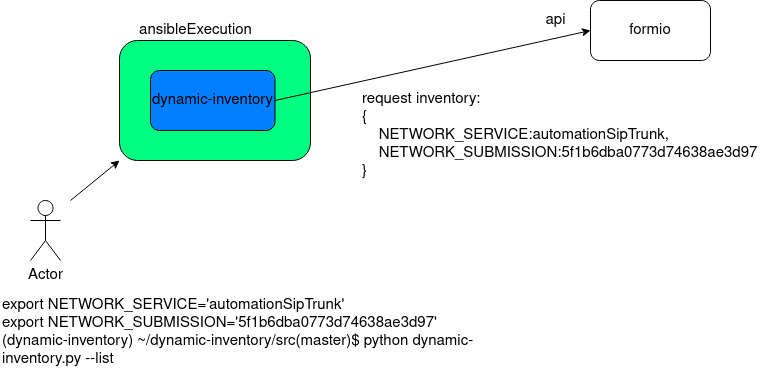 ansibleExecution
api
formio
dynamic-inventory
request inventory:
{
NETWORK_SERVICE:automationSipTrunk,
NETWORK_SUBMISSION:5f1b6dba0773d74638ae3d97
}
Actor
export NETWORK_SERVICE='automationSipTrunk'
export NETWORK_SUBMISSION='5f1b6dba0773d74638ae3d97'
(dynamic-inventory) ~/dynamic-inventory/src(master)$ python dynamic-
inventory.py --list